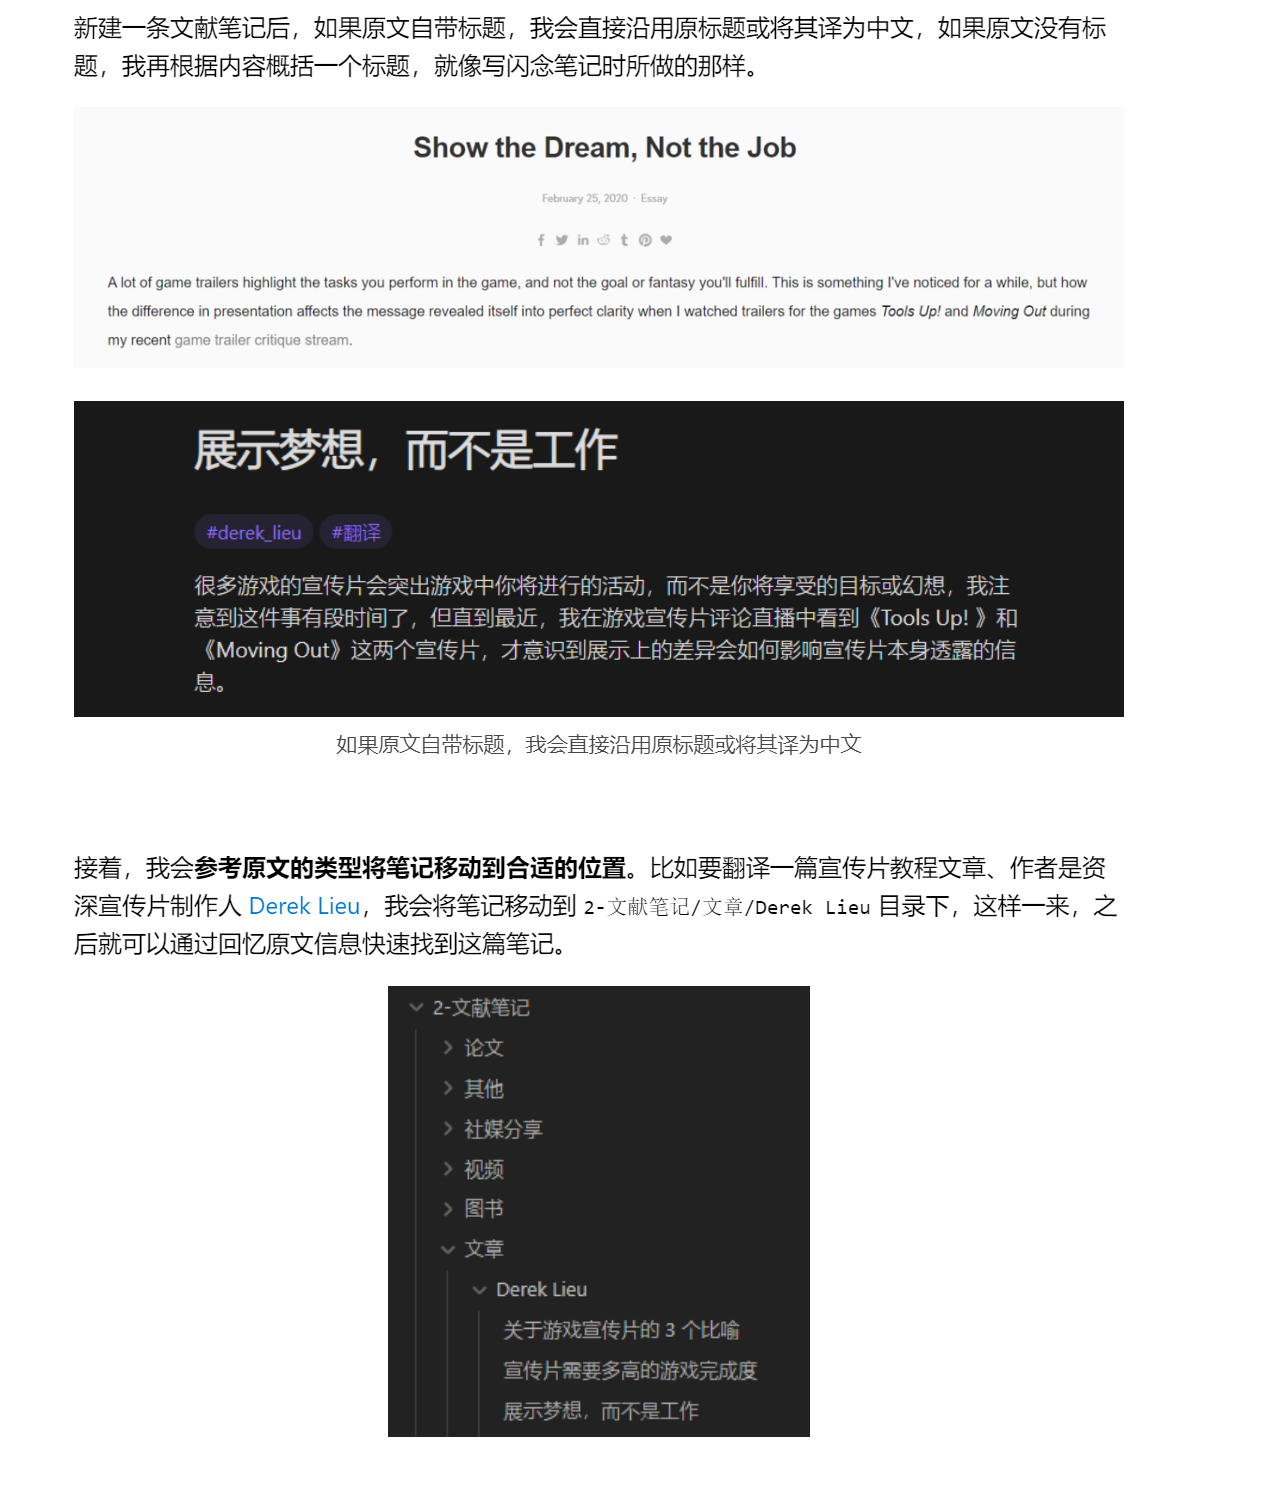 新建一条文献笔记后，如果原文自带标题，我会直接沿用原标题或将其译为中文，如果原文没有标
题，我再根据内容概括一个标题，就像写闪念笔记时所做的那样。
Show the Dream, Not the Job
February 25, 2020 · Essay
A lot of game trailers highlight the tasks you perform in the game, and not the goal or fantasy you'll fulfill. This is something I've noticed for a while, but how
the difference in presentation affects the message revealed itself into perfect clarity when I watched trailers for the games Tools Up! and Moving Out during
my recent game trailer critique stream.
展示梦想，而不是工作
#derek_lieu #翻译
很多游戏的宣传片会突出游戏中你将进行的活动，而不是你将享受的目标或幻想，我注
意到这件事有段时间了，但直到最近，我在游戏宣传片评论直播中看到《Tools Up! 》和
《Moving Out》这两个宣传片，才意识到展示上的差异会如何影响宣传片本身透露的信
息。
如果原文自带标题，我会直接沿用原标题或将其译为中文
接着，我会参考原文的类型将笔记移动到合适的位置。比如要翻译一篇宣传片教程文章、作者是资
深宣传片制作人 Derek Lieu，我会将笔记移动到 2-文献笔记/文章/Derek Lieu 目录下，这样一来，之
后就可以通过回忆原文信息快速找到这篇笔记。
2-文献笔记
论文
其他
社媒分享
视频
图书
文章
Derek Lieu
关于游戏宣传片的 3 个比喻
宣传片需要多高的游戏完成度
展示梦想，而不是工作